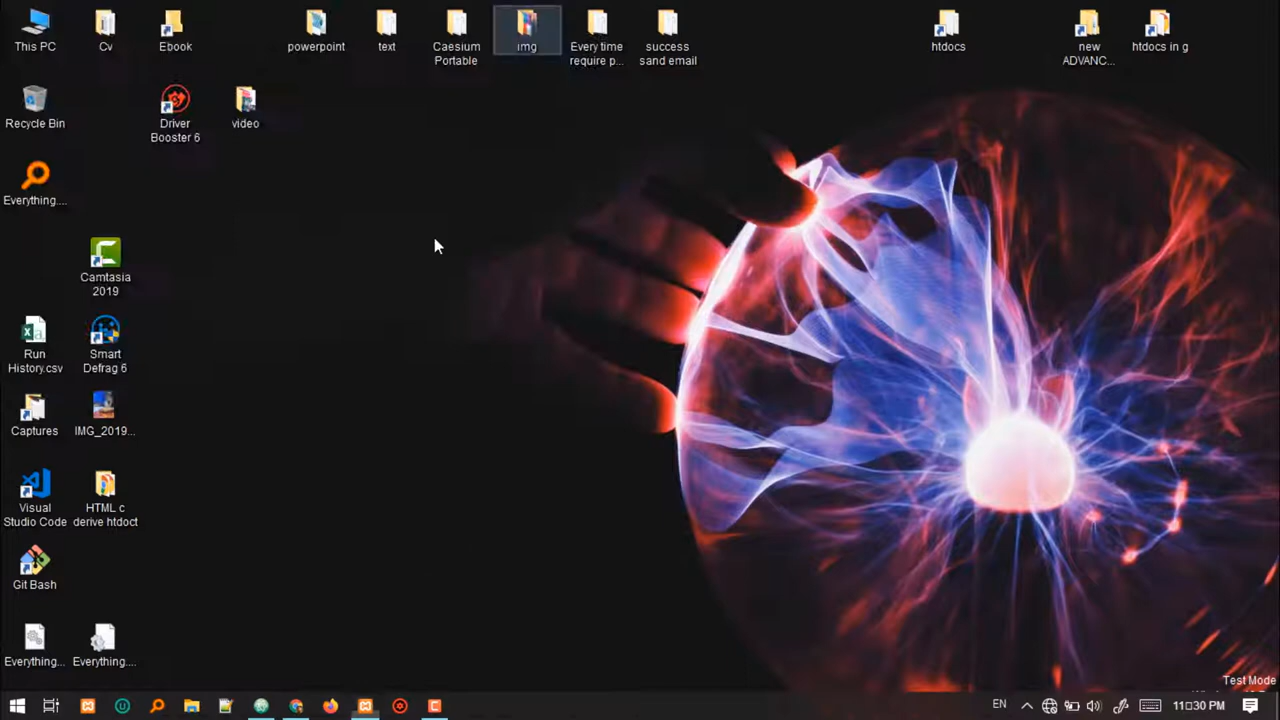 This PC
Cv
Ebook
powerpoint
text
Caesium
Portable
img
Every time
require p...
success
sand email
htdocs
new
ADVANC...
htdocs in g
Recycle Bin
Driver
Booster 6
video
Everything....
Camtasia
2019
Run
History.csv
Smart
Defrag 6
Captures
IMG_2019...
Visual
Studio Code
HTML c
derive htdoct
Git Bash
Everything...
Everything....
Test Mode
EN
11:30 PM